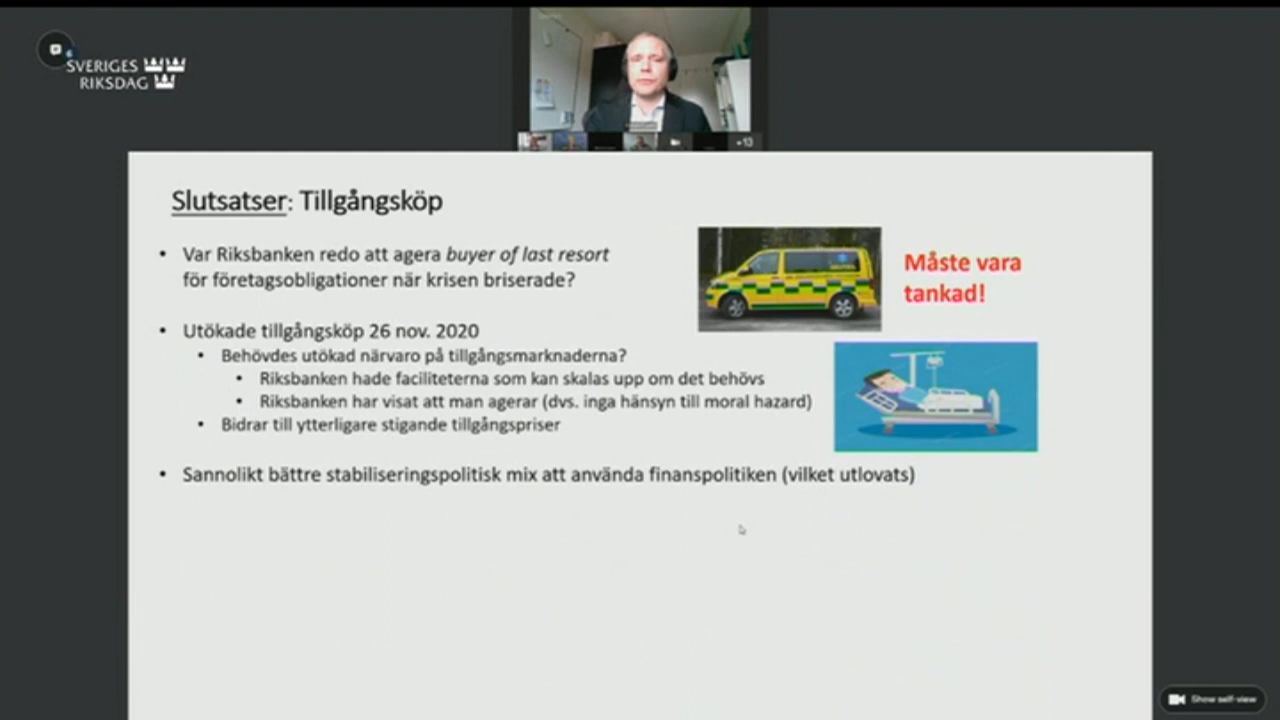 SVERIGES
RIKSDAG
+13
Slutsatser: Tillgångsköp
• Var Riksbanken redo att agera buyer of last resort
för företagsobligationer när krisen briserade?
Måste vara
tankad!
• Utökade tillgångsköp 26 nov. 2020
• Behövdes utökad närvaro på tillgångsmarknaderna?
• Riksbanken hade faciliteterna som kan skalas upp om det behövs
• Riksbanken har visat att man agerar (dvs. inga hänsyn till moral hazard)
• Bidrar till ytterligare stigande tillgångspriser
• Sannolikt bättre stabiliseringspolitisk mix att använda finanspolitiken (vilket utlovats)
Show self-view